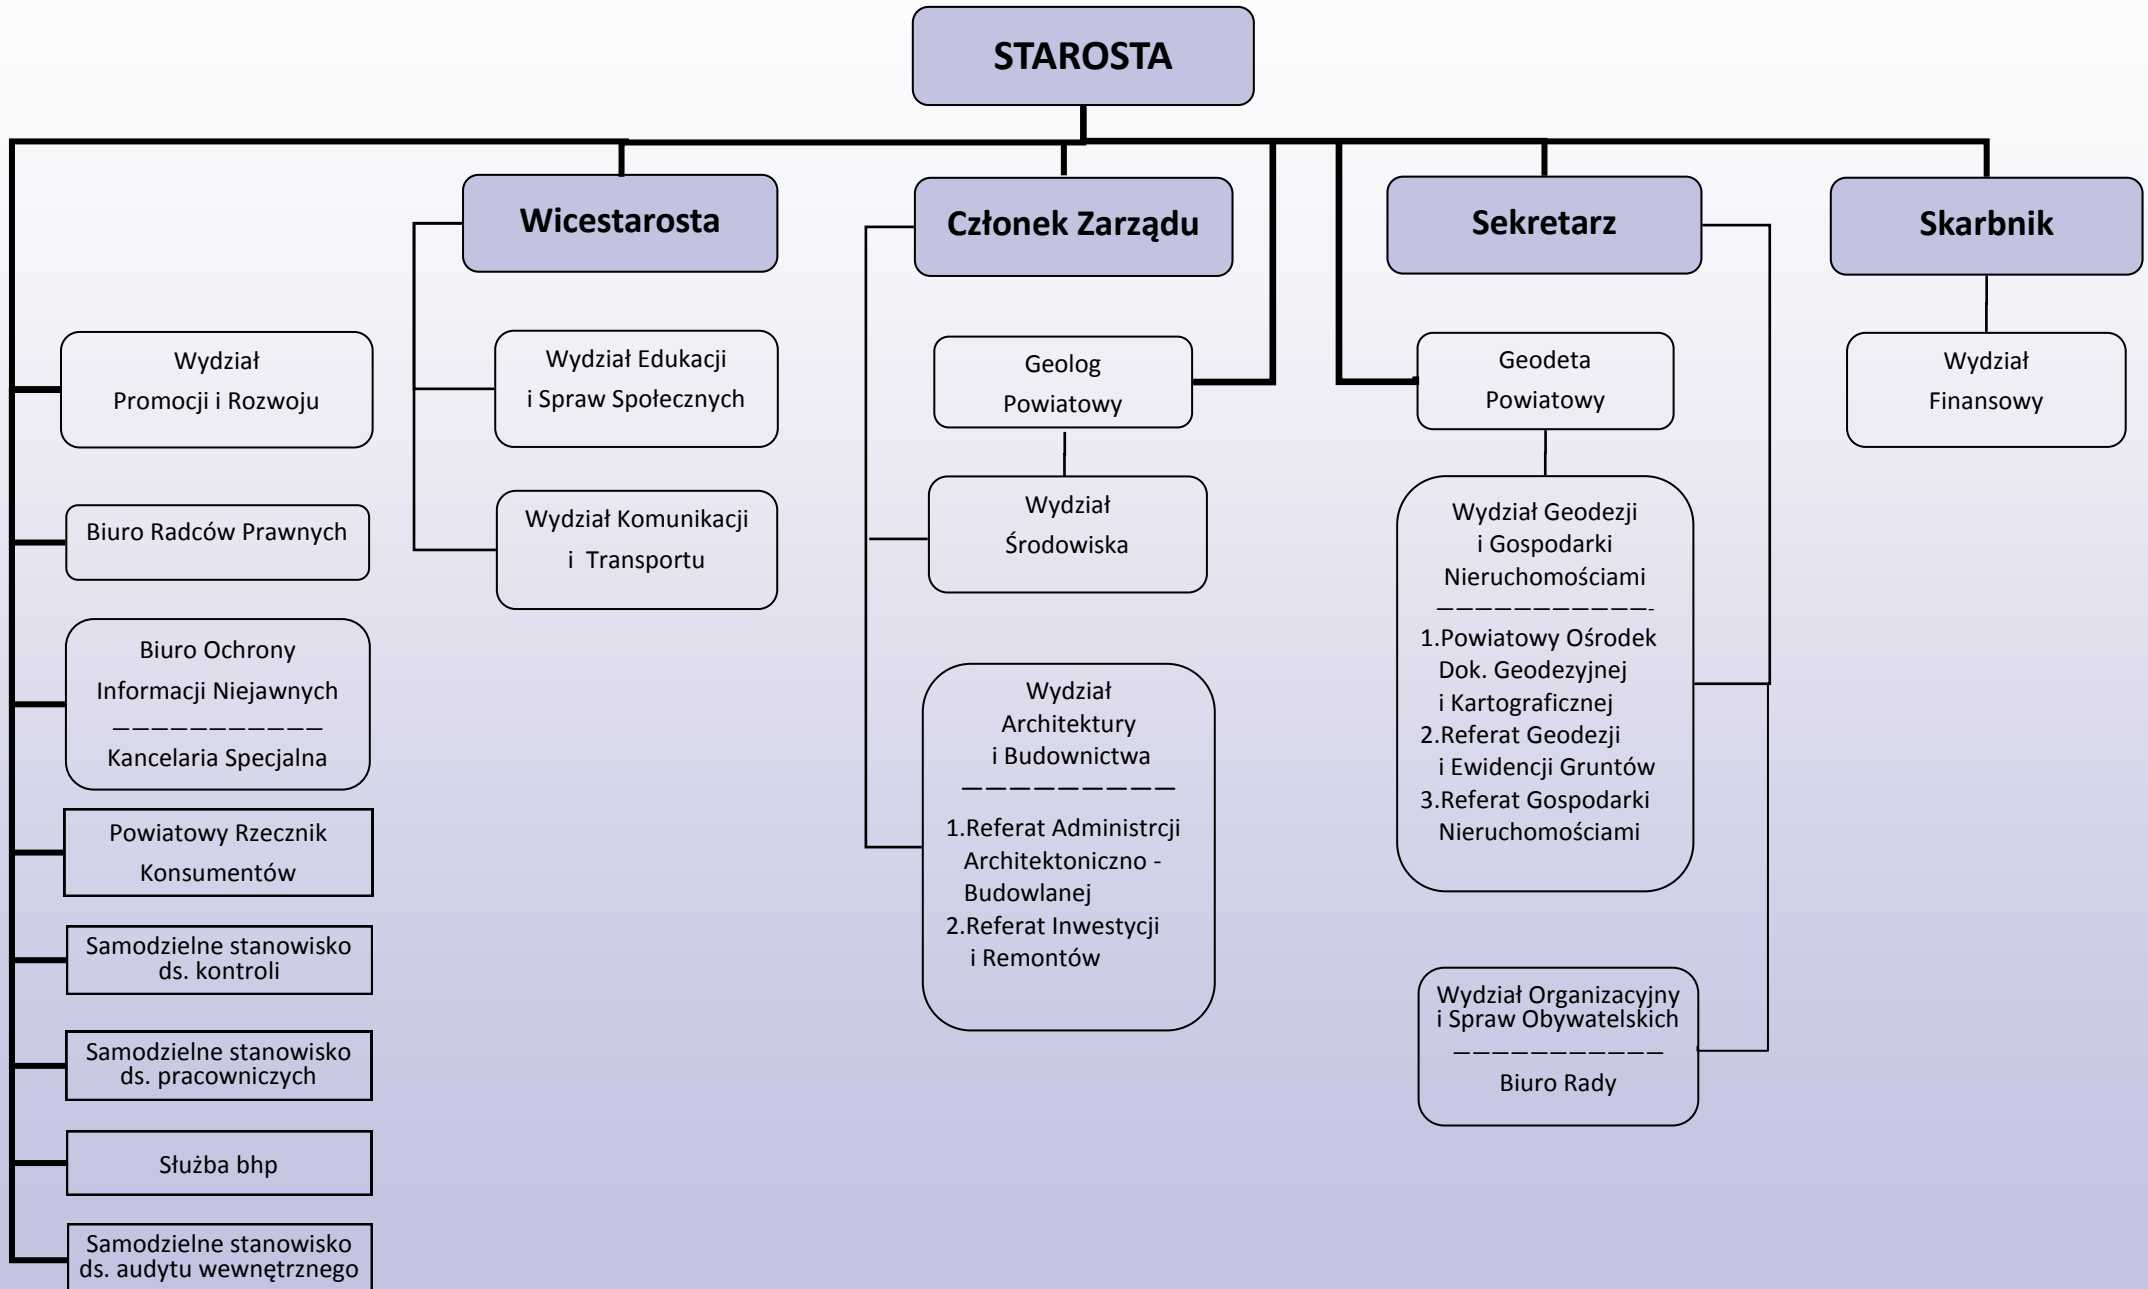 STAROSTA
Wicestarosta
Członek Zarządu
Sekretarz
Skarbnik
Wydział
Promocji i Rozwoju
Biuro Radców Prawnych
Biuro Ochrony
Informacji Niejawnych
———————————
Kancelaria Specjalna
Powiatowy Rzecznik
Konsumentów
Samodzielne stanowisko
ds. kontroli
Samodzielne stanowisko
ds. pracowniczych
Służba bhp
Samodzielne stanowisko
ds. audytu wewnętrznego
Wydział Edukacji
i Spraw Społecznych
Wydział Komunikacji
i Transportu
Geolog
Powiatowy
Wydział
Środowiska
Wydział
Architektury
i Budownictwa
—————————
1.Referat Administrcji
Architektoniczno -
Budowlanej
2.Referat Inwestycji
i Remontów
Geodeta
Powiatowy
Wydział Geodezji
i Gospodarki
Nieruchomościami
———————————-
1.Powiatowy Ośrodek
Dok. Geodezyjnej
i Kartograficznej
2.Referat Geodezji
i Ewidencji Gruntów
3.Referat Gospodarki
Nieruchomościami
Wydział Organizacyjny
i Spraw Obywatelskich
———————————
Biuro Rady
Wydział
Finansowy